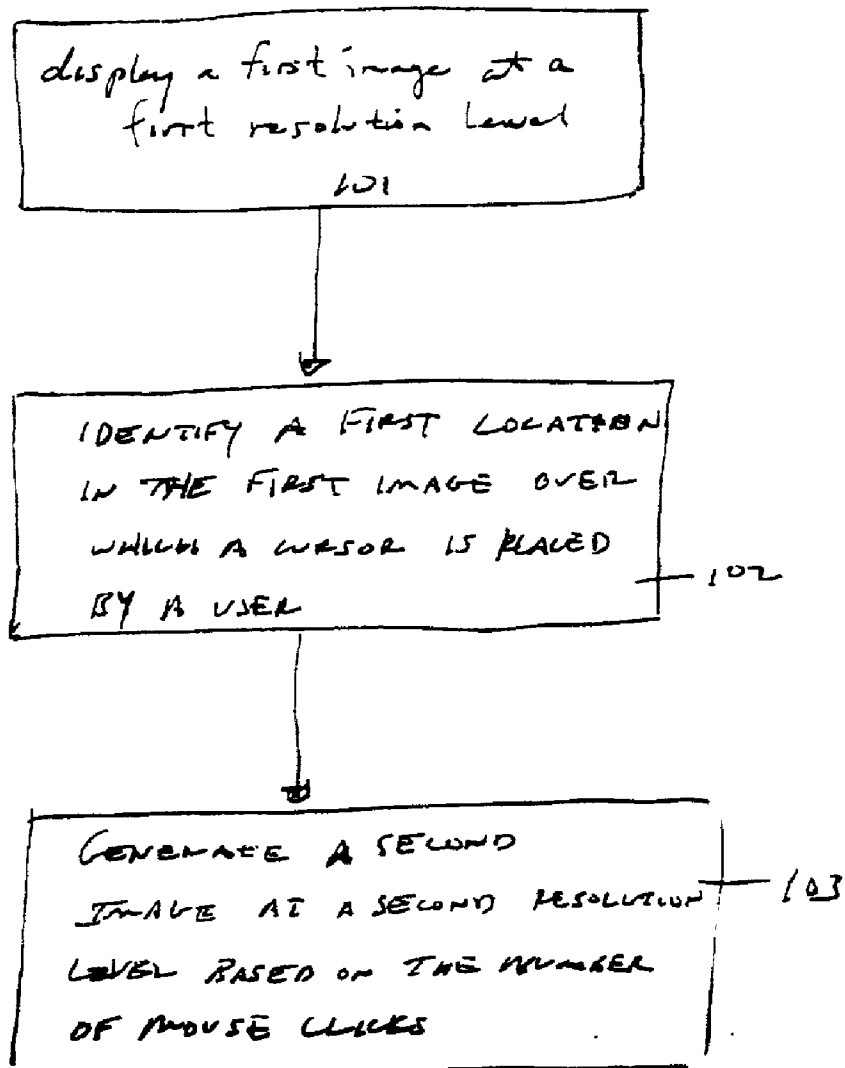 display a first image at a
first resolution level
101
IDENTIFY A FIRST LOCATION
IN THE FIRST IMAGE OVER
WHICH A CURSOR IS PLACED
BY A USER
102
GENERATE A SECOND
IMAGE AT A SECOND RESOLUTION
LEVEL BASED ON THE NUMBER
OF MOUSE CLICKS
103